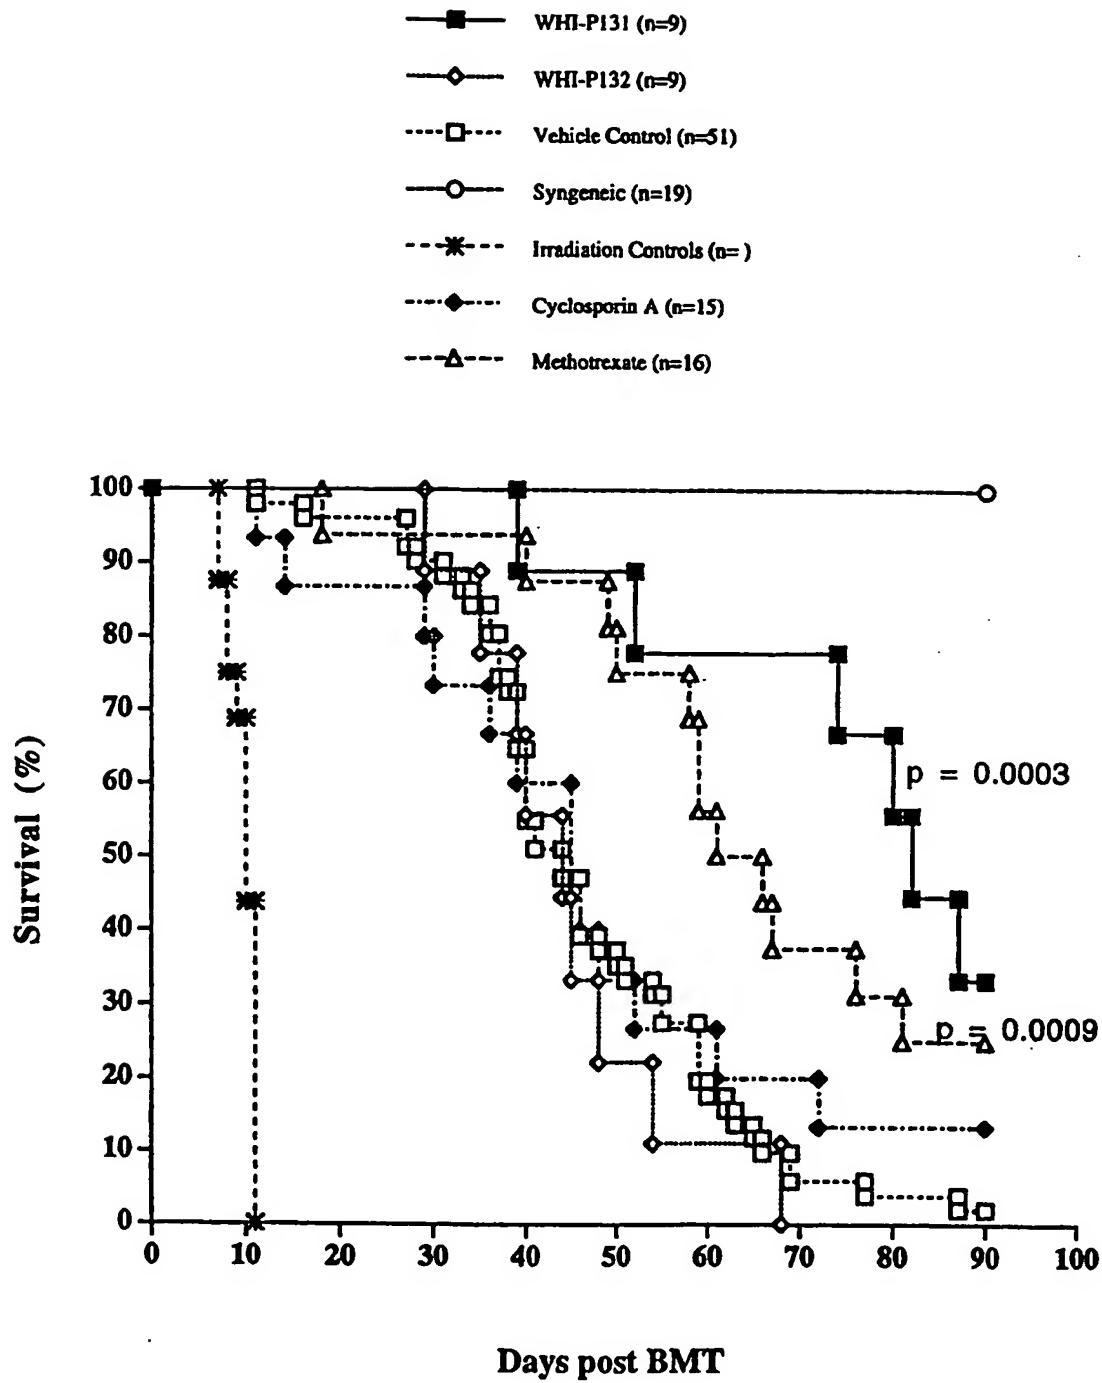 WHI-P131 (n=9)
WHI-P132 (n=9)
Vehicle Control (n=51)
Syngeneic (n=19)
Irradiation Controls (n= )
Cyclosporin A (n=15)
Methotrexate (n=16)
100
90
80
70
60
50
40
30
20
10
0
Survival (%)
p = 0.0003
p = 0.0009
0 10 20 30 40 50 60 70 80 90 100
Days post BMT